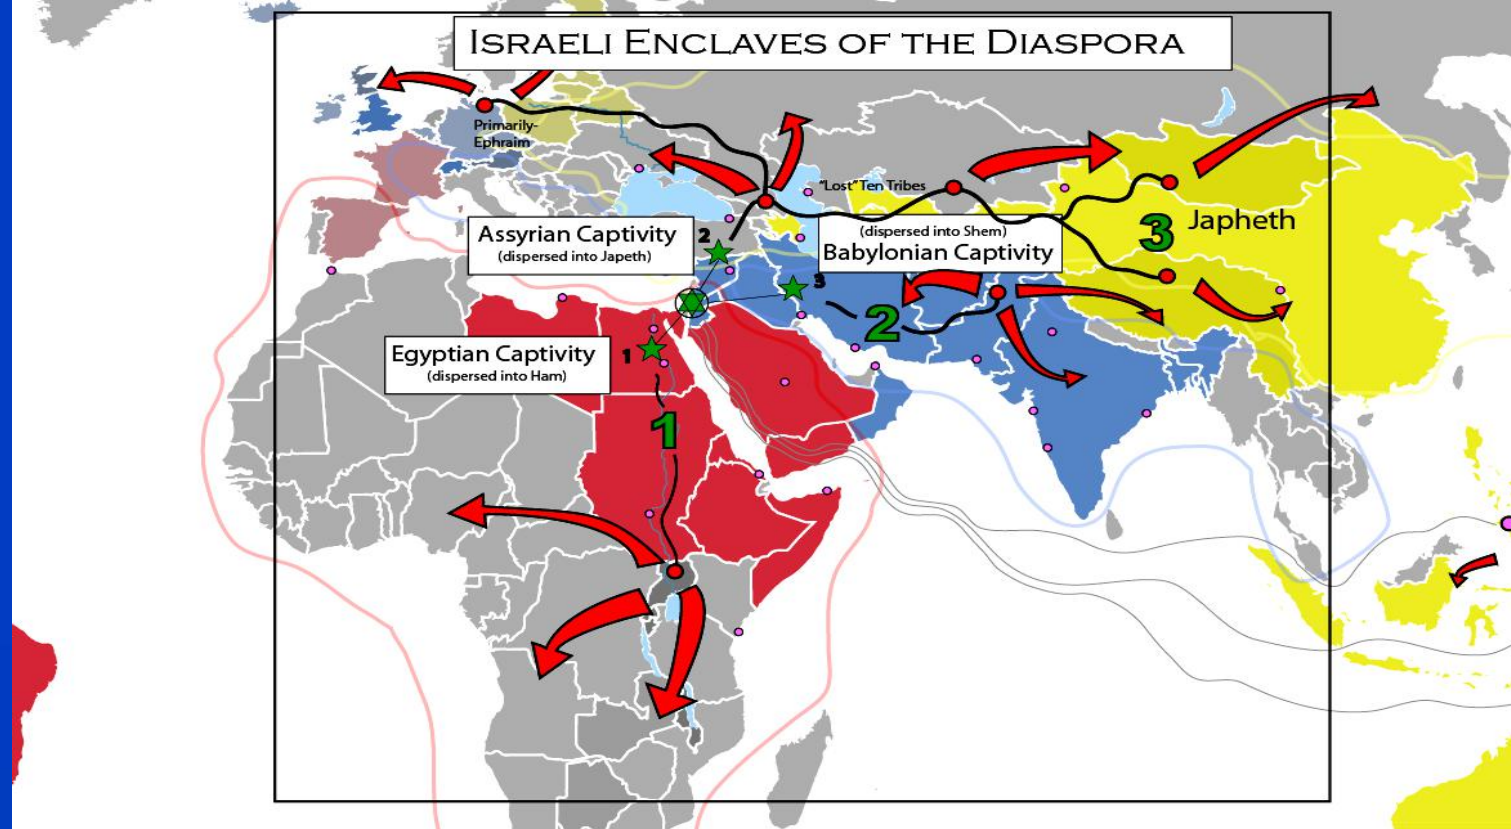 ISRAELI ENCLAVES OF THE DIASPORA
Primarily-
Ephraim
"Lost" Ten Tribes
Assyrian Captivity
(dispersed into Japeth)
2
(dispersed into Shem)
Babylonian Captivity
3
Japheth
3
2
Egyptian Captivity
(dispersed into Ham)
1
1